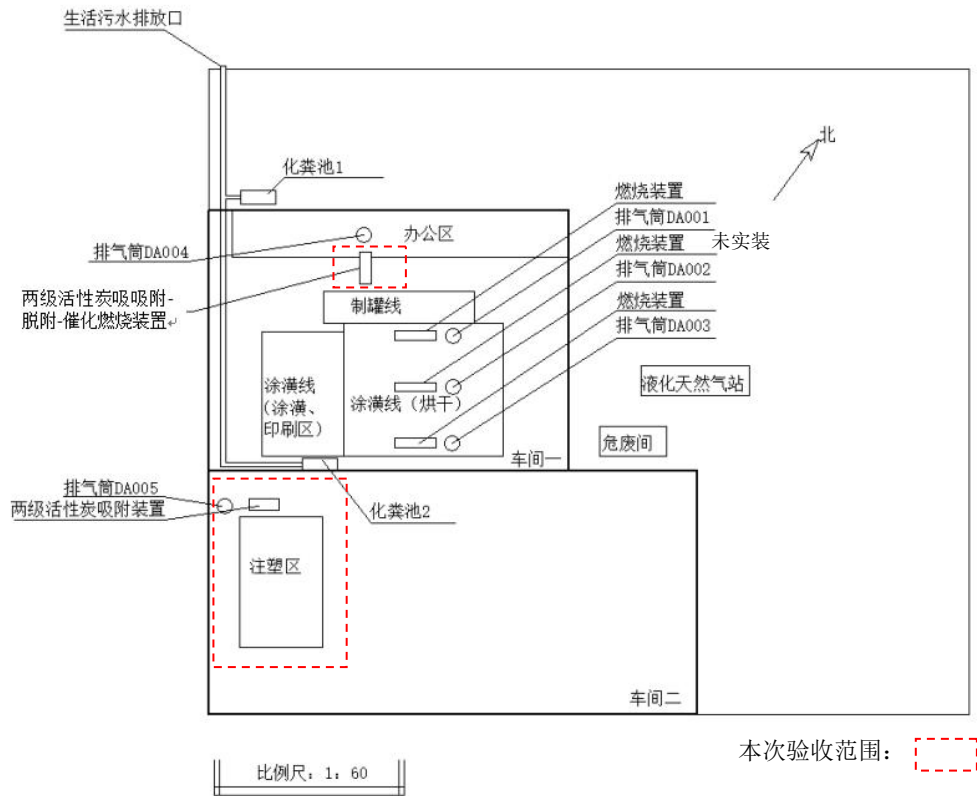 生活污水排放口
北
化粪池1
燃烧装置
排气筒DA001
办公区
燃烧装置 未实装
排气筒DA004
排气筒DA002
两级活性炭吸吸附-
脱附-催化燃烧装置
制罐线
燃烧装置
排气筒DA003
涂潢线
(涂潢、
印刷区)
涂潢线（烘干）
液化天然气站
危废间
车间一
排气筒DA005
两级活性炭吸附装置
化粪池2
注塑区
车间二
本次验收范围：
比例尺：1：60